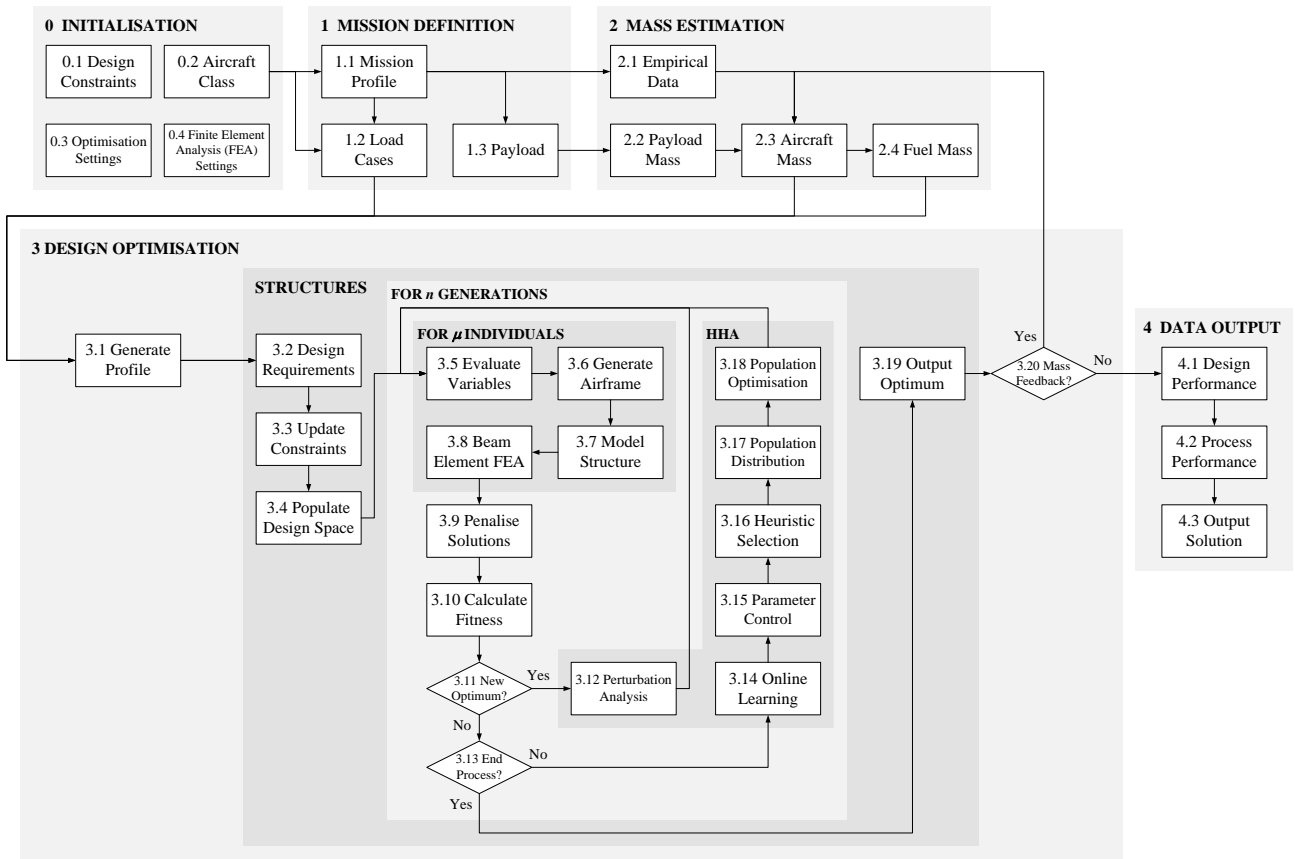 0 INITIALISATION
0.1 Design
Constraints
0.2 Aircraft
Class
0.3 Optimisation
Settings
0.4 Finite Element
Analysis (FEA)
Settings
1 MISSION DEFINITION
1.1 Mission
Profile
1.2 Load
Cases
1.3 Payload
2 MASS ESTIMATION
2.1 Empirical
Data
2.2 Payload
Mass
2.3 Aircraft
Mass
2.4 Fuel Mass
3 DESIGN OPTIMISATION
3.1 Generate
Profile
STRUCTURES
3.2 Design
Requirements
3.3 Update
Constraints
3.4 Populate
Design Space
FOR n GENERATIONS
FOR μ INDIVIDUALS
3.5 Evaluate
Variables
3.6 Generate
Airframe
3.7 Model
Structure
3.8 Beam
Element FEA
3.9 Penalise
Solutions
3.10 Calculate
Fitness
3.11 New
Optimum?
Yes
No
3.12 Perturbation
Analysis
3.13 End
Process?
No
Yes
HHA
3.18 Population
Optimisation
3.17 Population
Distribution
3.16 Heuristic
Selection
3.15 Parameter
Control
3.14 Online
Learning
3.19 Output
Optimum
Yes
3.20 Mass
Feedback?
No
4 DATA OUTPUT
4.1 Design
Performance
4.2 Process
Performance
4.3 Output
Solution